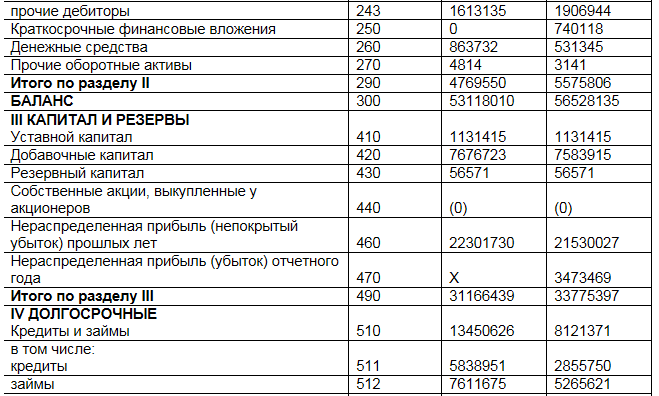 прочие дебиторы 243 1613135 1906944
Краткосрочные финансовые вложения 250 0 740118
Денежные средства 260 863732 531345
Прочие оборотные активы 270 4814 3141
Итого по разделу II 290 4769550 5575806
БАЛАНС 300 53118010 56528135
III КАПИТАЛ И РЕЗЕРВЫ
Уставной капитал 410 1131415 1131415
Добавочные капитал 420 7676723 7583915
Резервный капитал 430 56571 56571
Собственные акции, выкупленные у
акционеров 440 (0) (0)
Нераспределенная прибыль (непокрытый
убыток) прошлых лет 460 22301730 21530027
Нераспределенная прибыль (убыток) отчетного
года 470 X 3473469
Итого по разделу III 490 31166439 33775397
IV ДОЛГОСРОЧНЫЕ
Кредиты и займы 510 13450626 8121371
в том числе:
кредиты 511 5838951 2855750
займы 512 7611675 5265621